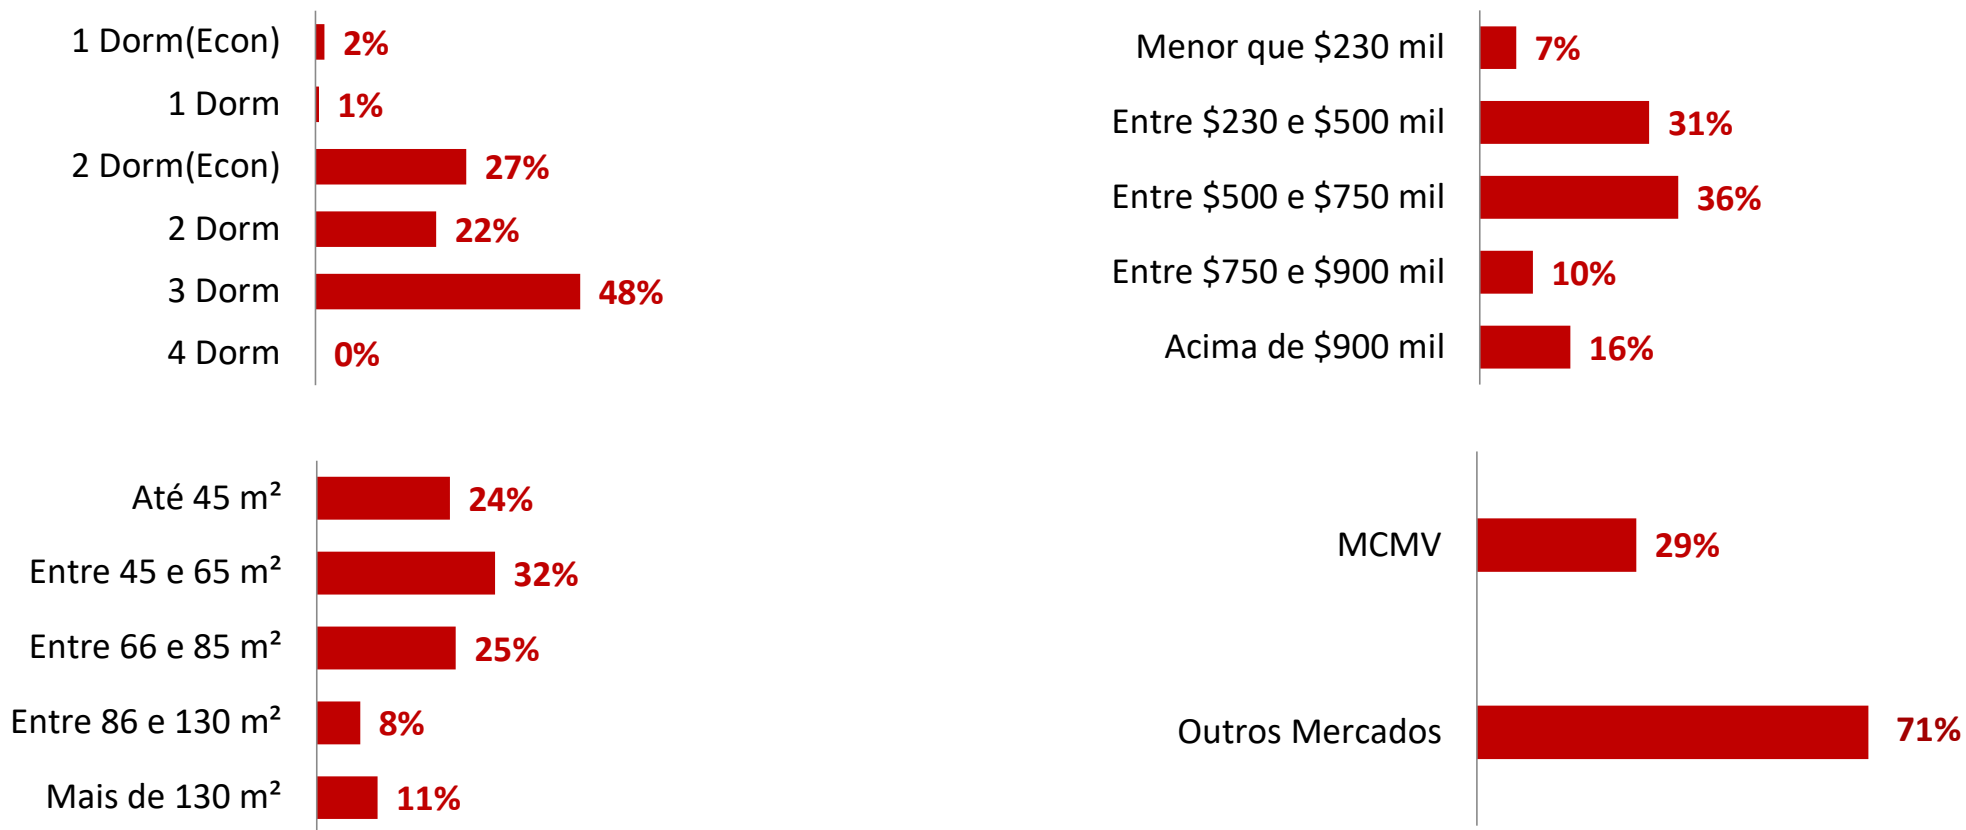 1 Dorm(Econ) 2%
1 Dorm 1%
2 Dorm(Econ) 27%
2 Dorm 22%
3 Dorm 48%
4 Dorm 0%
Menor que $230 mil 7%
Entre $230 e $500 mil 31%
Entre $500 e $750 mil 36%
Entre $750 e $900 mil 10%
Acima de $900 mil 16%
Até 45 m² 24%
Entre 45 e 65 m² 32%
Entre 66 e 85 m² 25%
Entre 86 e 130 m² 8%
Mais de 130 m² 11%
MCMV 29%
Outros Mercados 71%